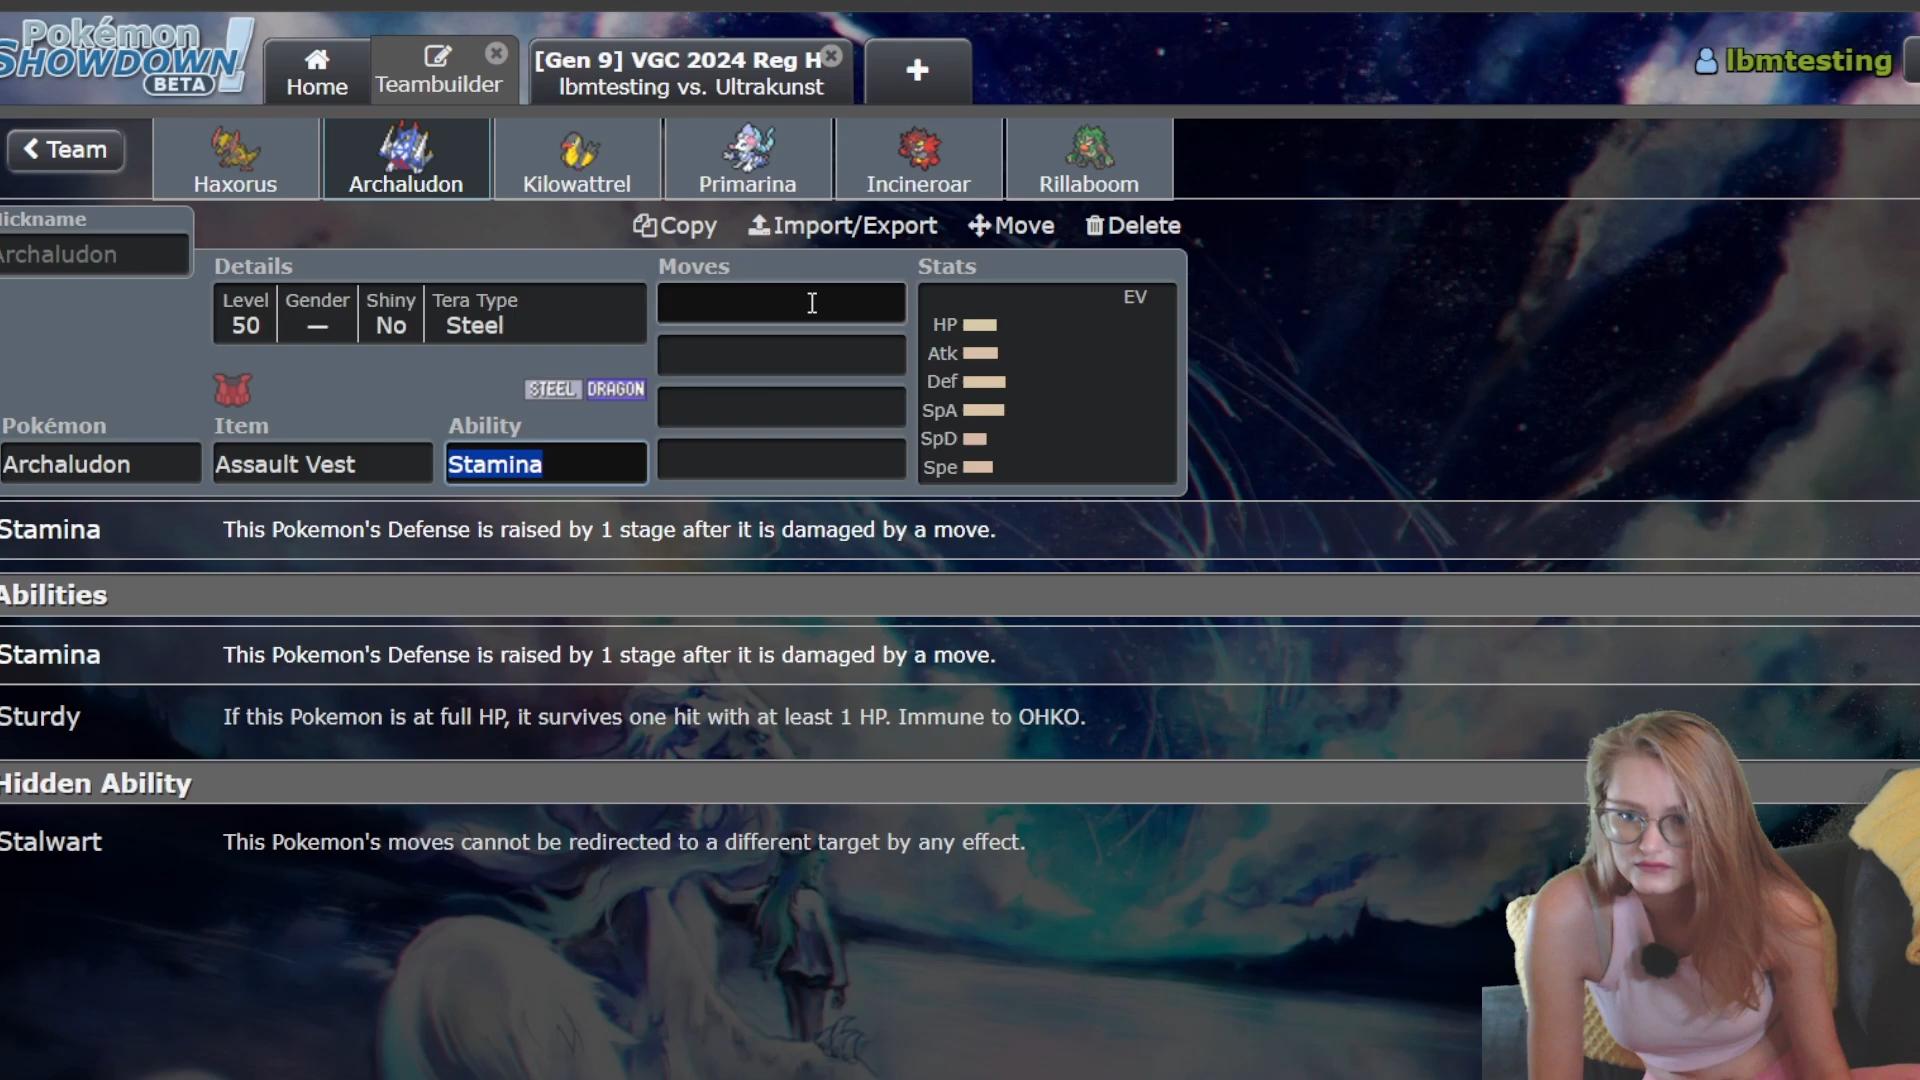 Pokémon
SHOWDOWN!
BETA
Home
Teambuilder
[Gen 9] VGC 2024 Reg H
lbmtesting vs. Ultrakunst
+
lbmtesting
Team
Haxorus
Archaludon
Kilowattrel
Primarina
Incineroar
Rillaboom
Copy
Import/Export
Move
Delete
ickname
Archaludon
Details
Moves
Stats
Level
Gender
Shiny
Tera Type
50
—
No
Steel
EV
HP
Atk
Def
SpA
SpD
Spe
STEEL
DRAGON
Pokémon
Item
Ability
Archaludon
Assault Vest
Stamina
Stamina
This Pokemon's Defense is raised by 1 stage after it is damaged by a move.
Abilities
Stamina
This Pokemon's Defense is raised by 1 stage after it is damaged by a move.
Sturdy
If this Pokemon is at full HP, it survives one hit with at least 1 HP. Immune to OHKO.
Hidden Ability
Stalwart
This Pokemon's moves cannot be redirected to a different target by any effect.